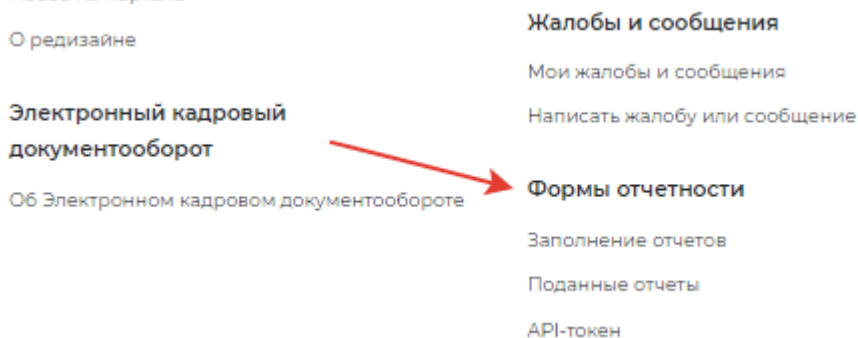 О редизайне
Электронный кадровый
документооборот
Об Электронном кадровом документообороте
Жалобы и сообщения
Мои жалобы и сообщения
Написать жалобу или сообщение
Формы отчетности
Заполнение отчетов
Поданные отчеты
API-токен